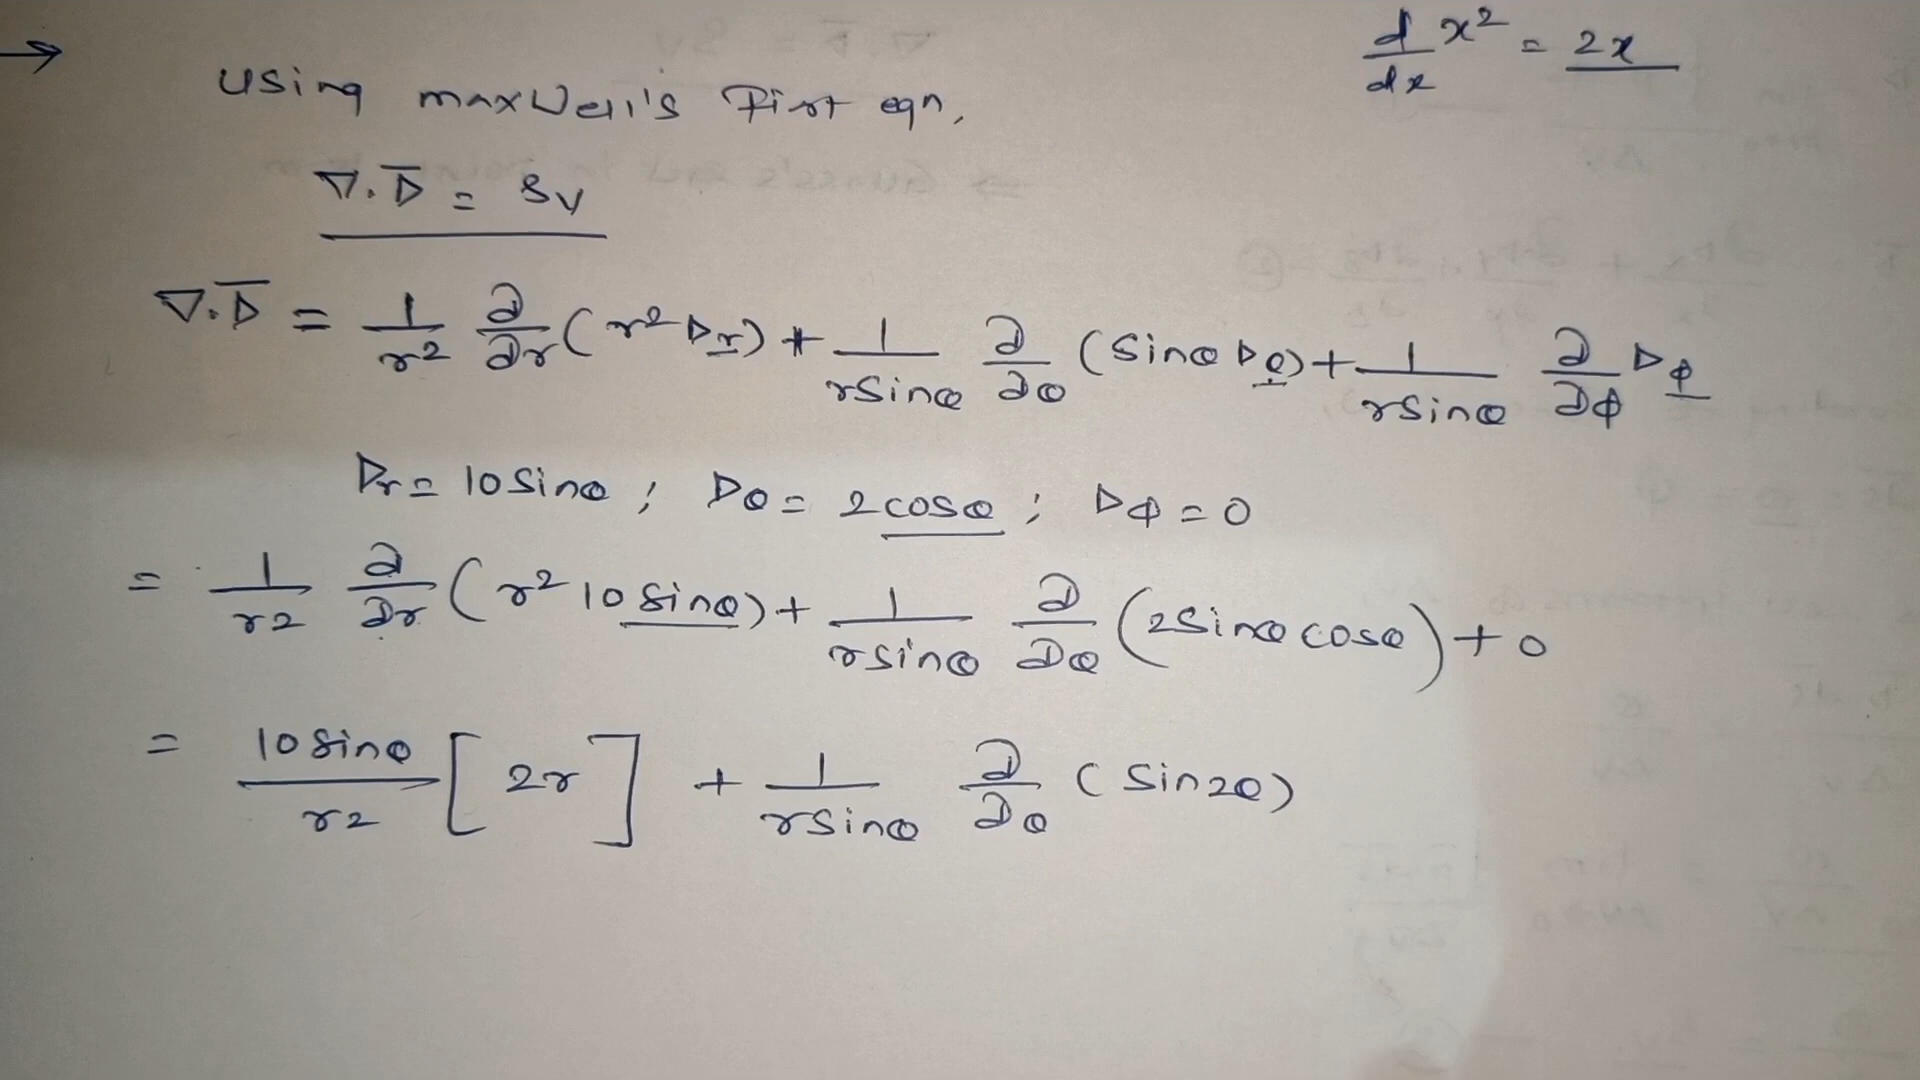 →
d/dx x² = 2x
Using maxwell's First eqn,
∇.D̅ = ρv
∇.D̅ = 1/r² ∂/∂r (r² Dr) + 1/(r sinθ) ∂/∂θ (sinθ Dθ) + 1/(r sinθ) ∂/∂ϕ Dϕ
Dr = 10 sinθ ; Dθ = 2 cosθ ; Dϕ = 0
= 1/r² ∂/∂r (r² 10 sinθ) + 1/(r sinθ) ∂/∂θ (2 sinθ cosθ) + 0
= 10 sinθ/r² [2r] + 1/(r sinθ) ∂/∂θ (sin2θ)